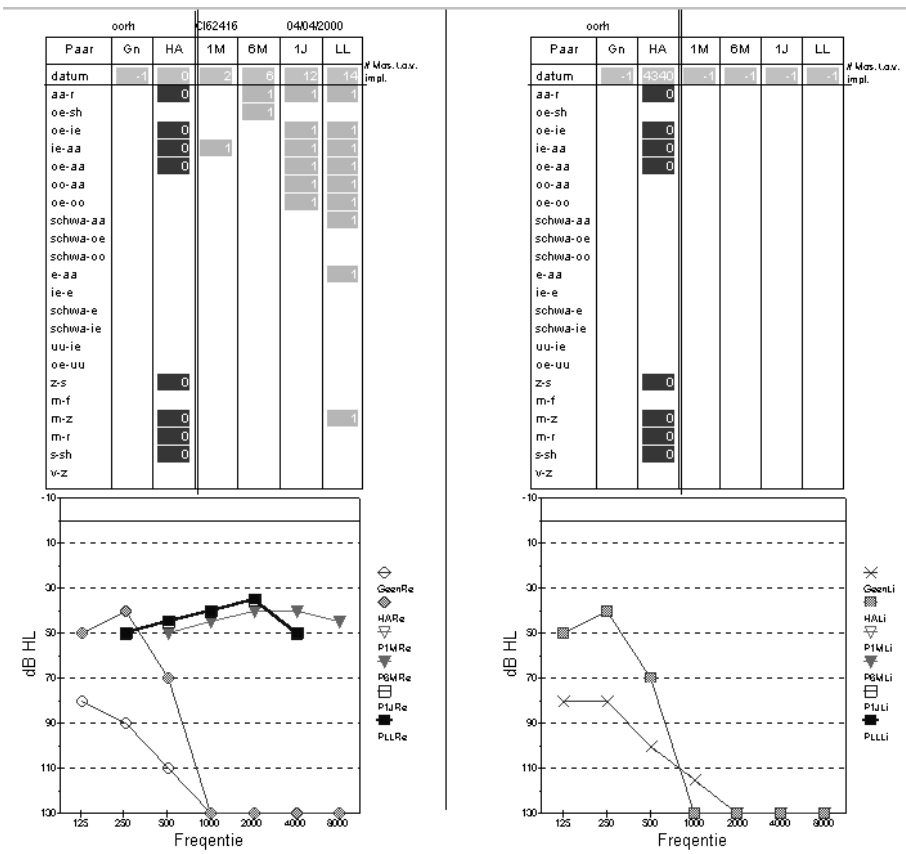 oorh CI62416 04/04/2000
Paar Gn HA 1M 6M 1J LL
# Mos. t.o.v. impl.
datum -1 0 2 6 12 14
aa-r 0 1 1 1
oe-sh 1
oe-ie 0 1 1
ie-aa 0 1 1 1
oe-aa 0 1 1
oo-aa 1 1
oe-oo 1 1
schwa-aa 1
schwa-oe
schwa-oo
e-aa 1
ie-e
schwa-e
schwa-ie
uu-ie
oe-uu
z-s 0
m-f
m-z 0 1
m-r 0
s-sh 0
v-z
oorh
Paar Gn HA 1M 6M 1J LL
# Mos. t.o.v. impl.
datum -1 4340 -1 -1 -1 -1
aa-r 0
oe-sh
oe-ie 0
ie-aa 0
oe-aa 0
oo-aa
oe-oo
schwa-aa
schwa-oe
schwa-oo
e-aa
ie-e
schwa-e
schwa-ie
uu-ie
oe-uu
z-s 0
m-f
m-z 0
m-r 0
s-sh 0
v-z
-10
10
30
50
70
90
110
130
dB HL
125 250 500 1000 2000 4000 8000
Freqentie
GeenRe
HARe
P1MRe
P6MRe
P1JRe
PLLRe
-10
10
30
50
70
90
110
130
dB HL
125 250 500 1000 2000 4000 8000
Freqentie
GeenLi
HALi
P1MLi
P6MLi
P1JLi
PLLLi